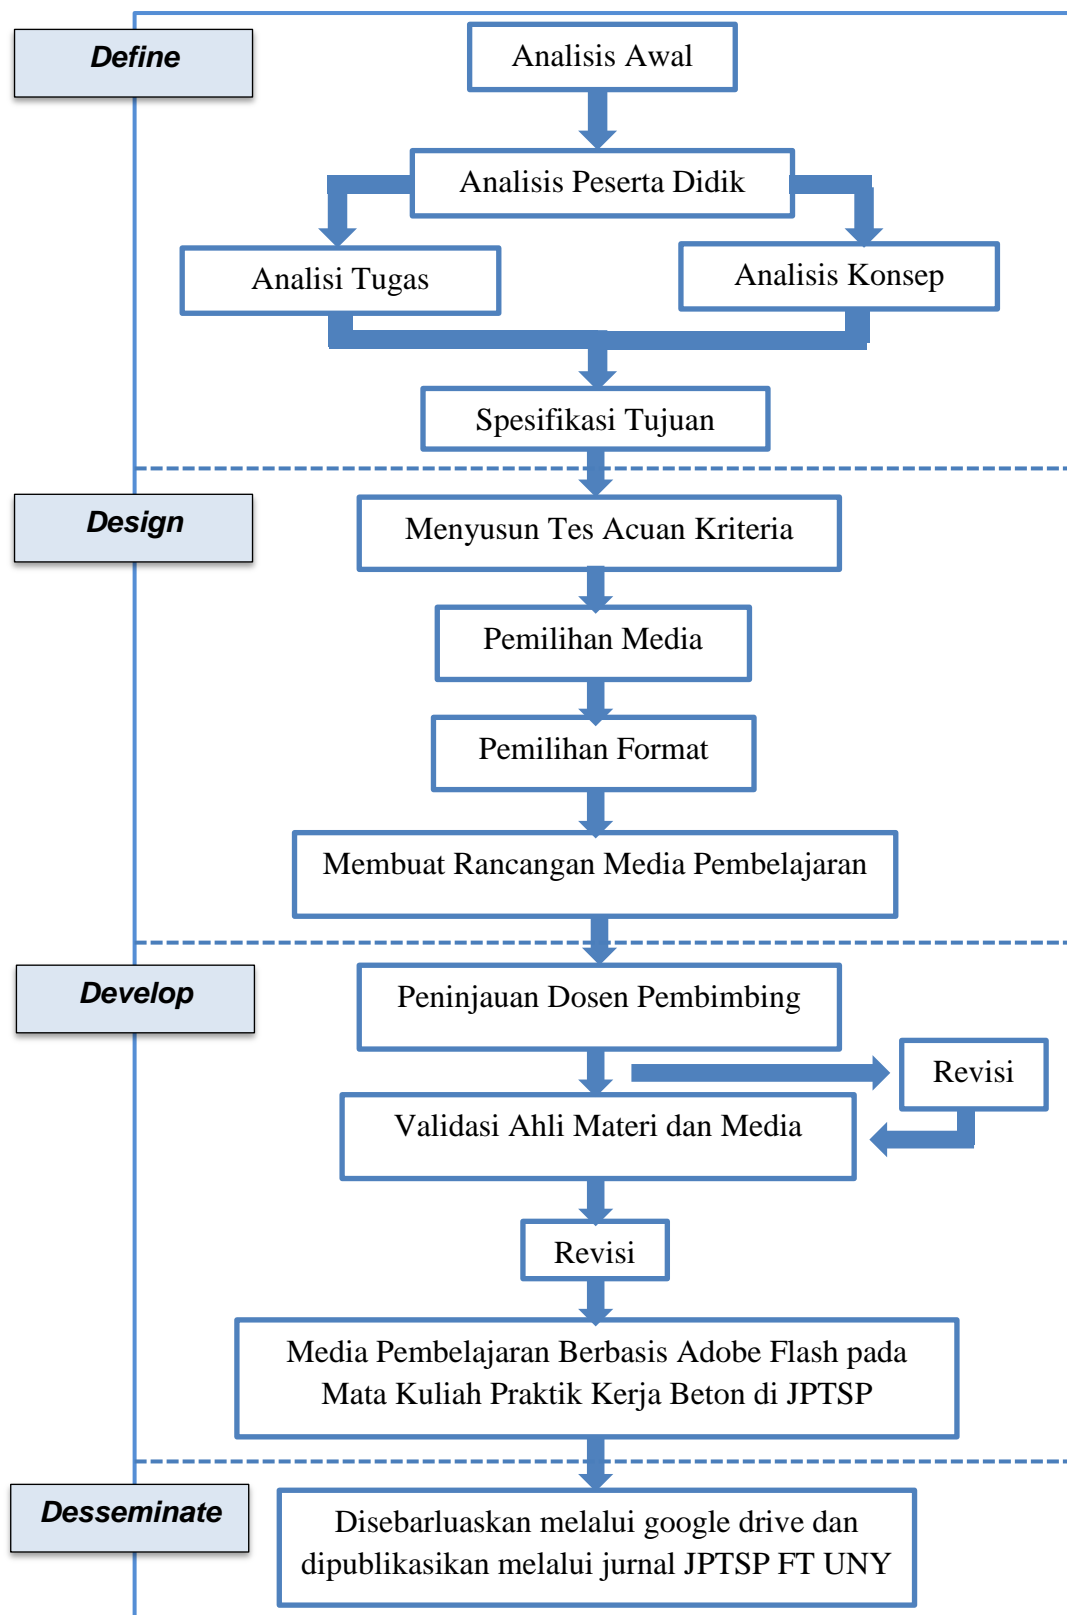 Define
Analisis Awal
Analisis Peserta Didik
Analisi Tugas
Analisis Konsep
Spesifikasi Tujuan
Design
Menyusun Tes Acuan Kriteria
Pemilihan Media
Pemilihan Format
Membuat Rancangan Media Pembelajaran
Develop
Peninjauan Dosen Pembimbing
Revisi
Validasi Ahli Materi dan Media
Revisi
Media Pembelajaran Berbasis Adobe Flash pada
Mata Kuliah Praktik Kerja Beton di JPTSP
Desseminate
Disebarluaskan melalui google drive dan
dipublikasikan melalui jurnal JPTSP FT UNY